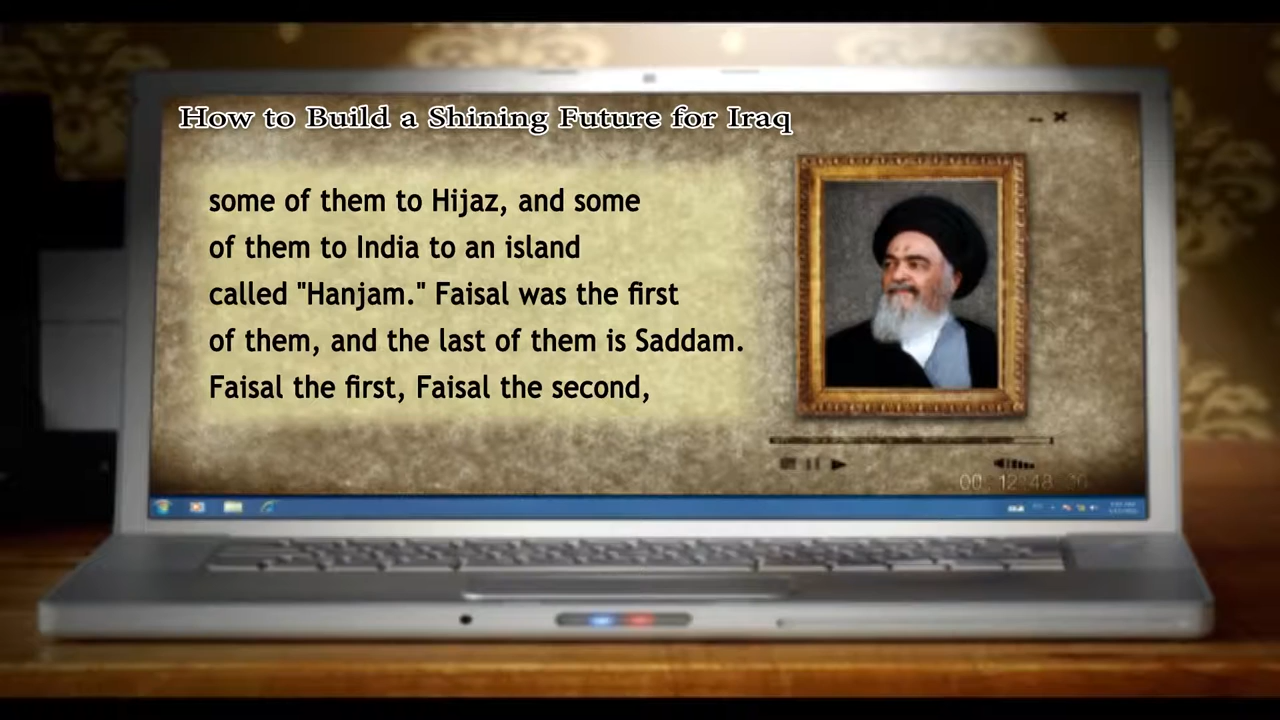 How to Build a Shining Future for Iraq
some of them to Hijaz, and some
of them to India to an island
called "Hanjam." Faisal was the first
of them, and the last of them is Saddam.
Faisal the first, Faisal the second,